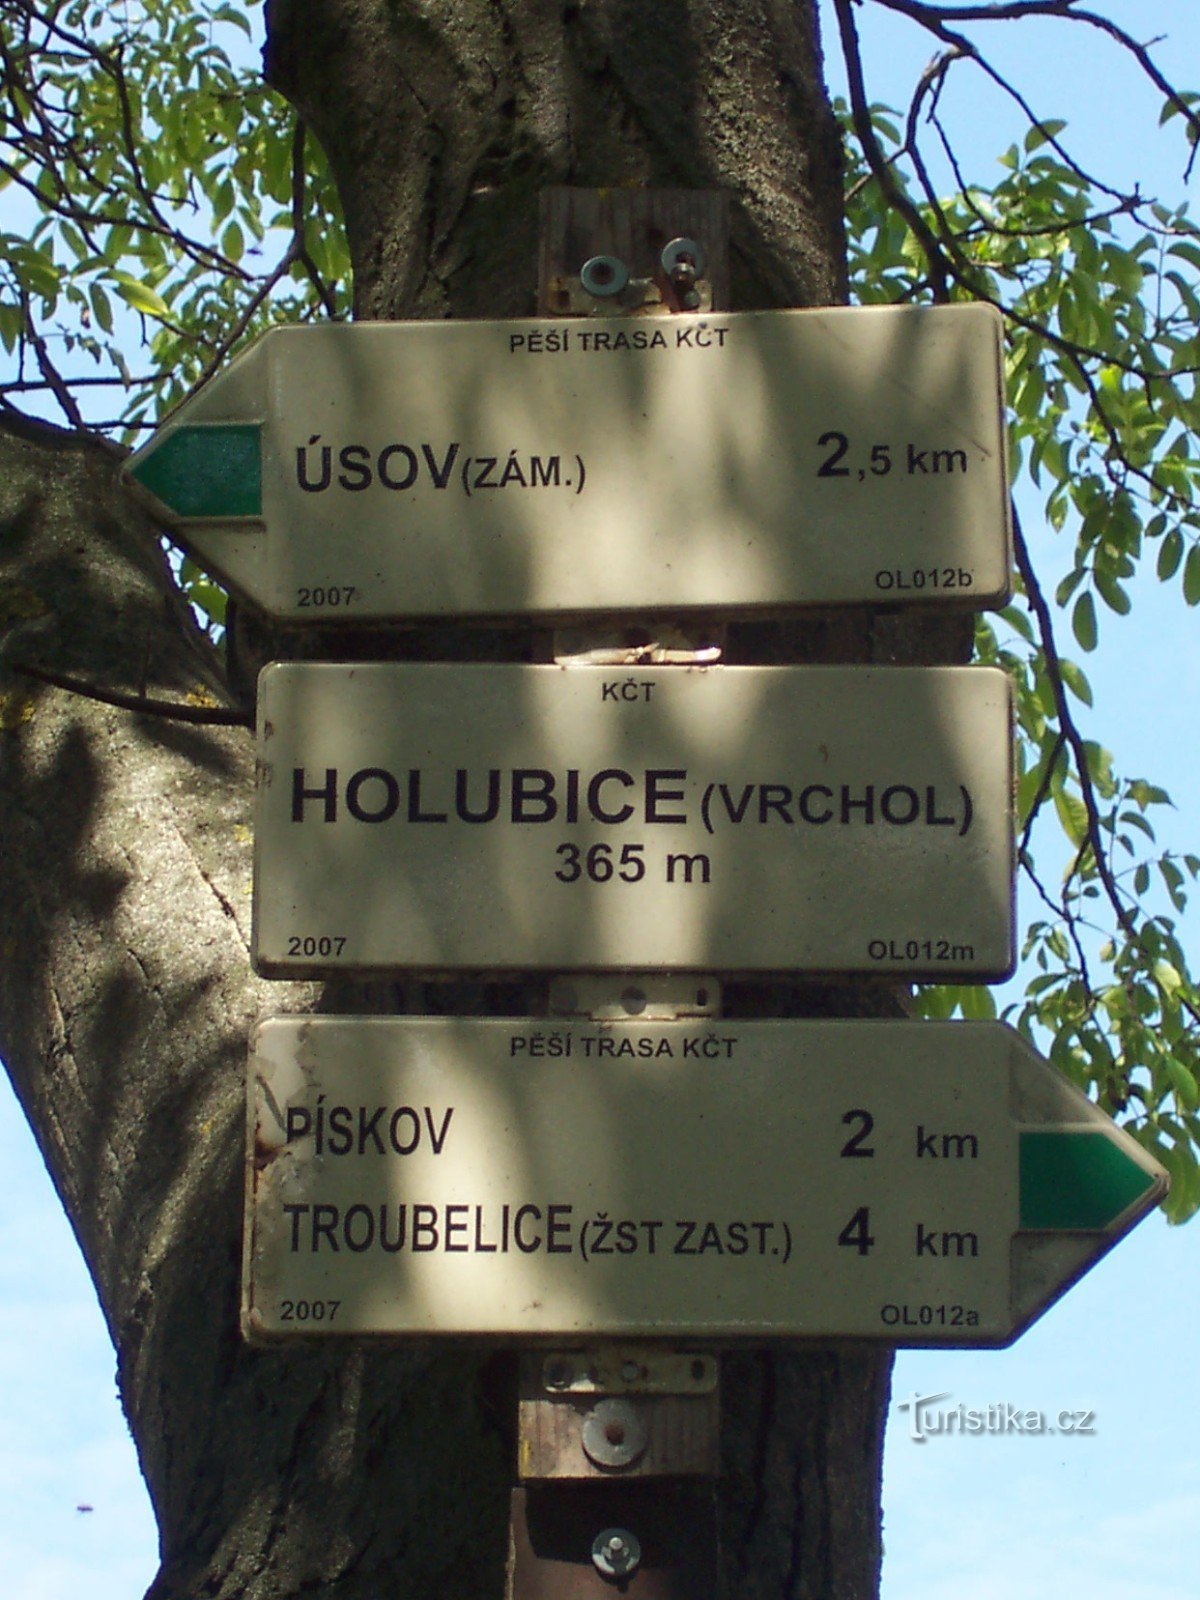 PĚŠÍ TRASA KČT
ÚSOV(ZÁM.) 2,5 km
2007 OL012b
KČT
HOLUBICE(VRCHOL)
365 m
2007 OL012m
PĚŠÍ TRASA KČT
PÍSKOV 2 km
TROUBELICE(ŽST ZAST.) 4 km
2007 OL012a
Turistika.cz